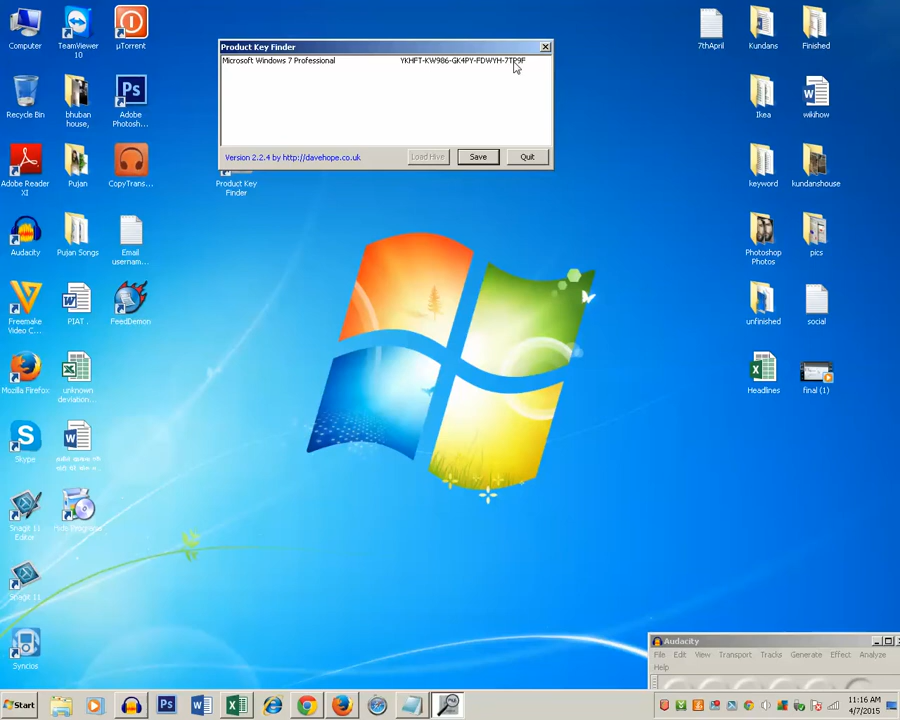 Computer
TeamViewer
10
µTorrent
Product Key Finder
Microsoft Windows 7 Professional YKHFT-KW986-GK4PY-FDWYH-7TP9F
Version 2.2.4 by http://davehope.co.uk
Load Hive
Save
Quit
Product Key
Finder
7thApril
Kundans
Finished
Recycle Bin
bhuban
house,
Adobe
Photosh...
Ikea
wikihow
Adobe Reader
XI
Pujan
CopyTrans...
keyword
kundanshouse
Audacity
Pujan Songs
Email
usernam...
Photoshop
Photos
pics
Freemake
Video C...
PIAT .
FeedDemon
unfinished
social
Mozilla Firefox
unknown
deviation...
Headlines
final (1)
Skype
Snagit 11
Editor
Snagit 11
Syncios
Audacity
File Edit View Transport Tracks Generate Effect Analyze
Help
Start
11:16 AM
4/7/2015